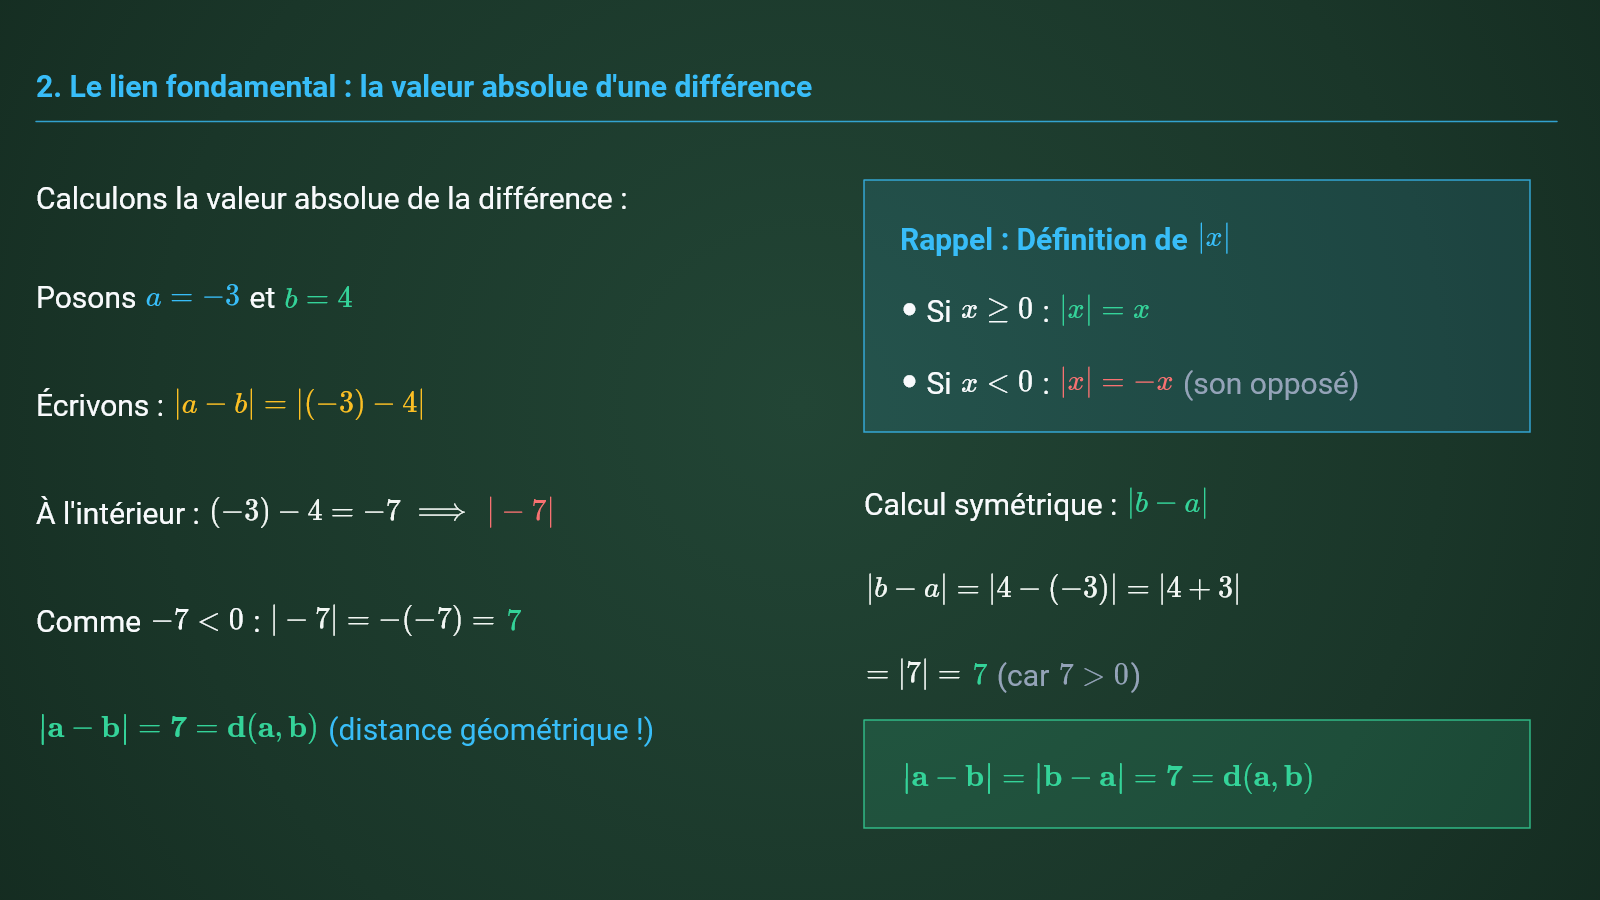 2. Le lien fondamental : la valeur absolue d'une différence
Calculons la valeur absolue de la différence :
Posons a = −3 et b = 4
Écrivons : |a − b| = |(−3) − 4|
À l'intérieur : (−3) − 4 = −7 ⟹ | − 7|
Comme −7 < 0 : | − 7| = −(−7) = 7
|a − b| = 7 = d(a, b) (distance géométrique !)
Rappel : Définition de |x|
• Si x ≥ 0 : |x| = x
• Si x < 0 : |x| = −x (son opposé)
Calcul symétrique : |b − a|
|b − a| = |4 − (−3)| = |4 + 3|
= |7| = 7 (car 7 > 0)
|a − b| = |b − a| = 7 = d(a, b)